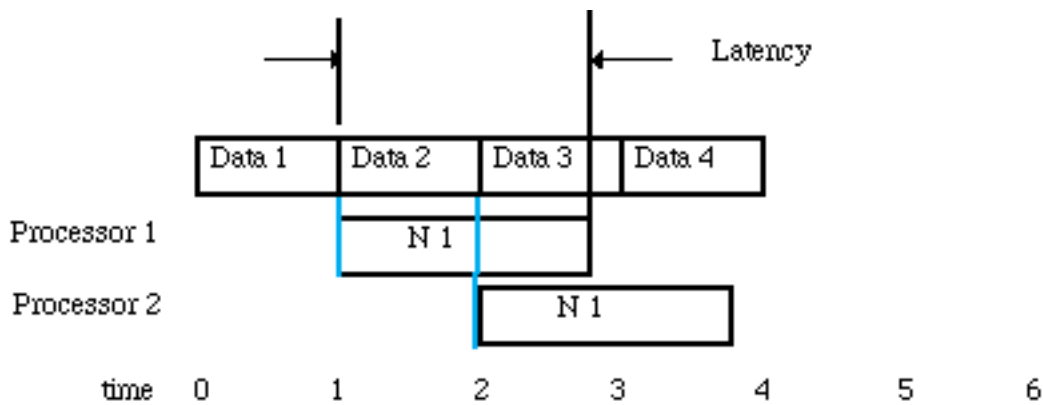 Latency
Data 1 Data 2 Data 3 Data 4
Processor 1 N 1
Processor 2 N 1
time 0 1 2 3 4 5 6